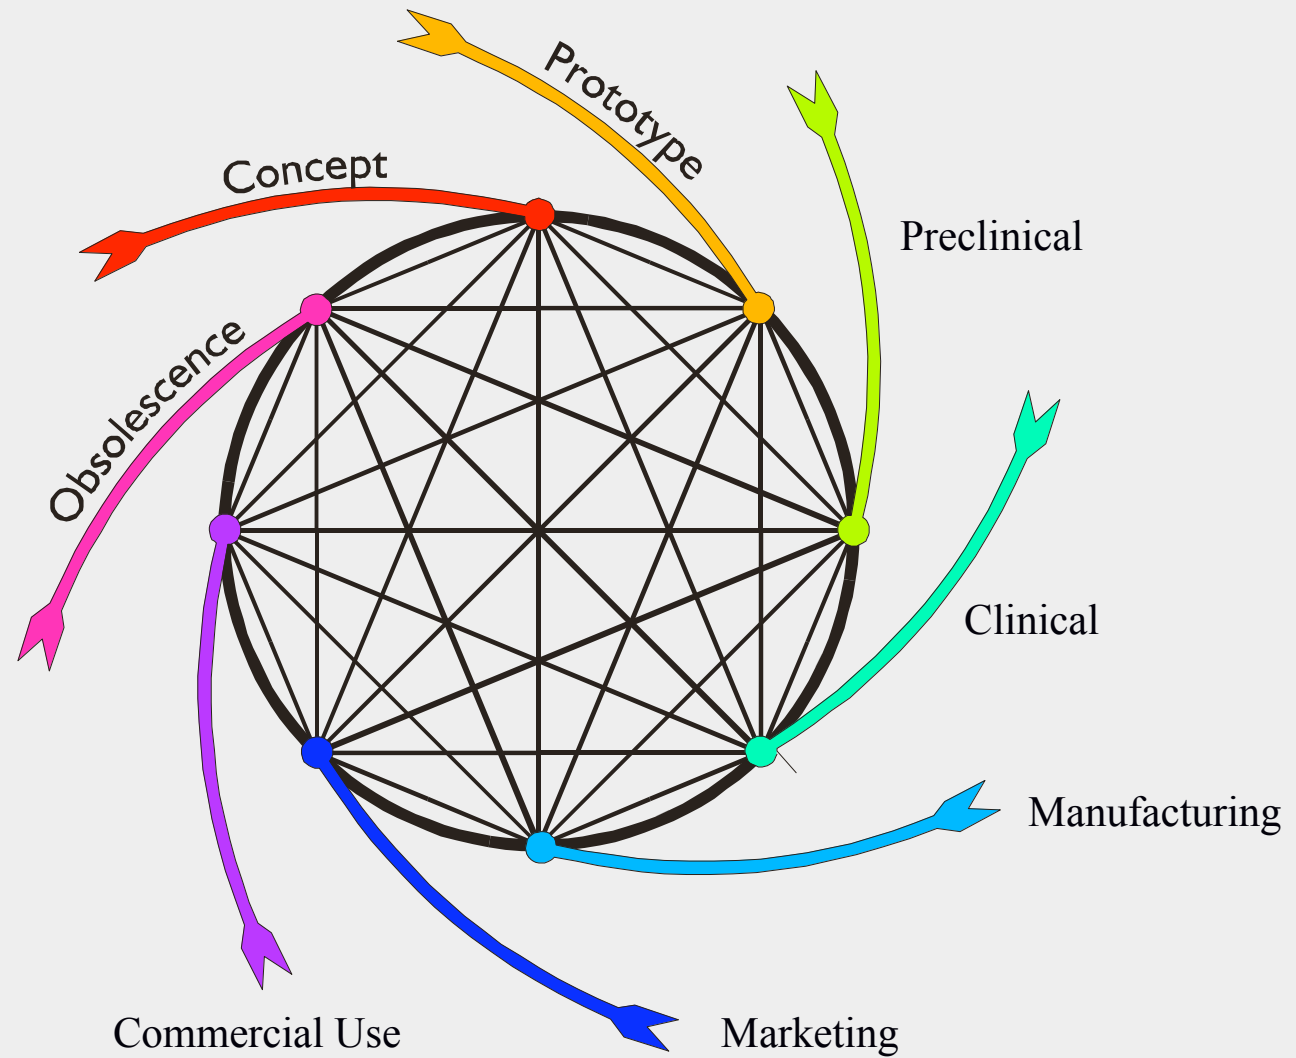 Concept
Prototype
Preclinical
Clinical
Manufacturing
Marketing
Commercial Use
Obsolescence